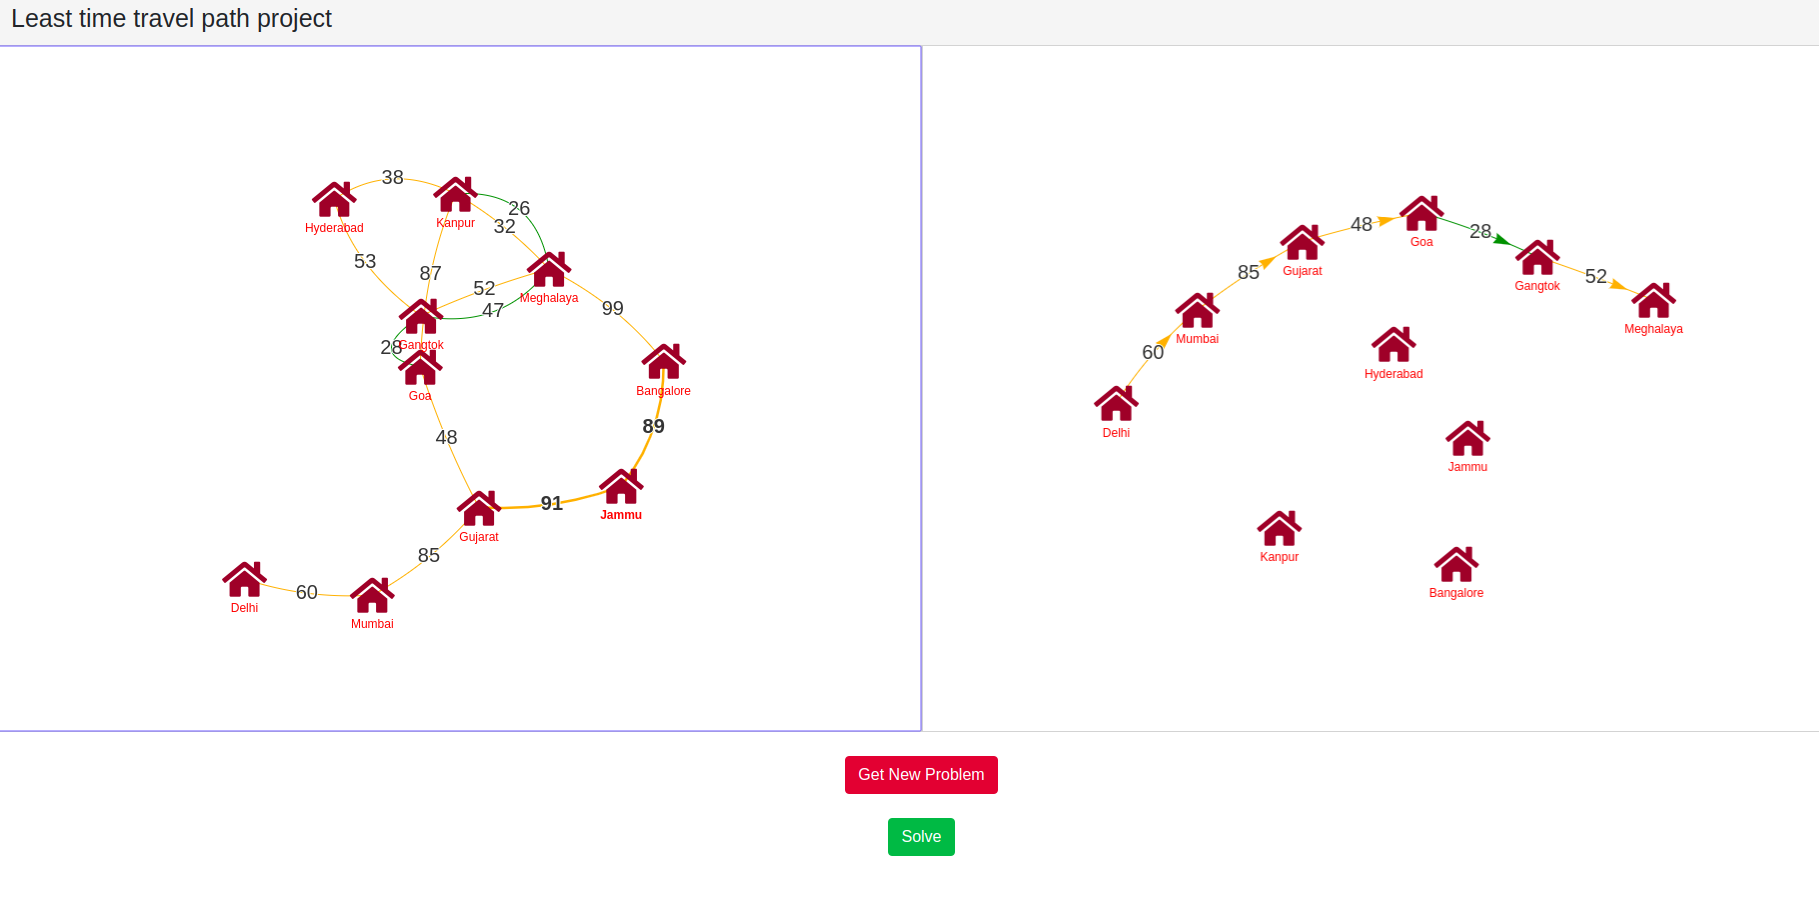 Least time travel path project
38
26
32
Hyderabad
Kanpur
53
87
52
47
Meghalaya
99
28
Gangtok
Goa
Bangalore
48
89
91
Jammu
Gujarat
85
60
Delhi
Mumbai
48
Goa
28
85
Gujarat
52
Gangtok
60
Mumbai
Meghalaya
Hyderabad
Delhi
Jammu
Kanpur
Bangalore
Get New Problem
Solve